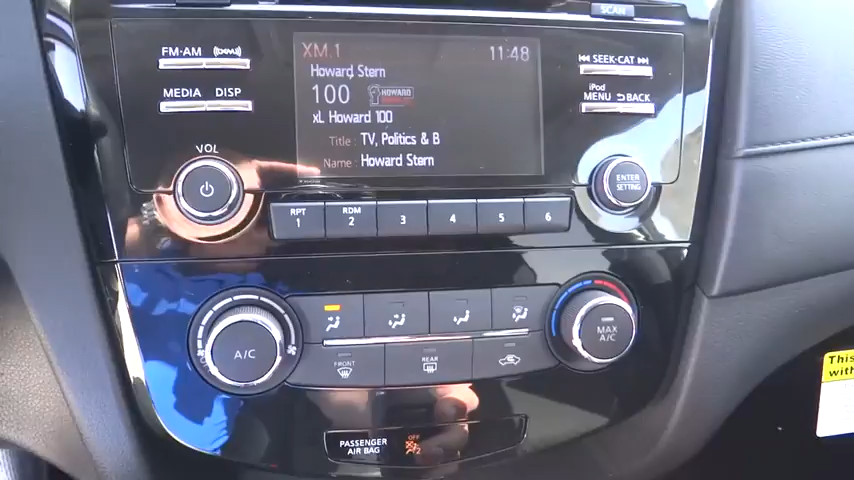 SCAN
FM·AM (((xm)))
XM.1 11:48
SEEK·CAT
Howard Stern
iPod
MENU BACK
MEDIA DISP
100 HOWARD
xL Howard 100
VOL
Title : TV, Politics & B
Name : Howard Stern
ENTER
SETTING
RPT
1
RDM
2
3
4
5
6
A/C
MAX
A/C
FRONT
REAR
PASSENGER
AIR BAG
OFF
2
This
with